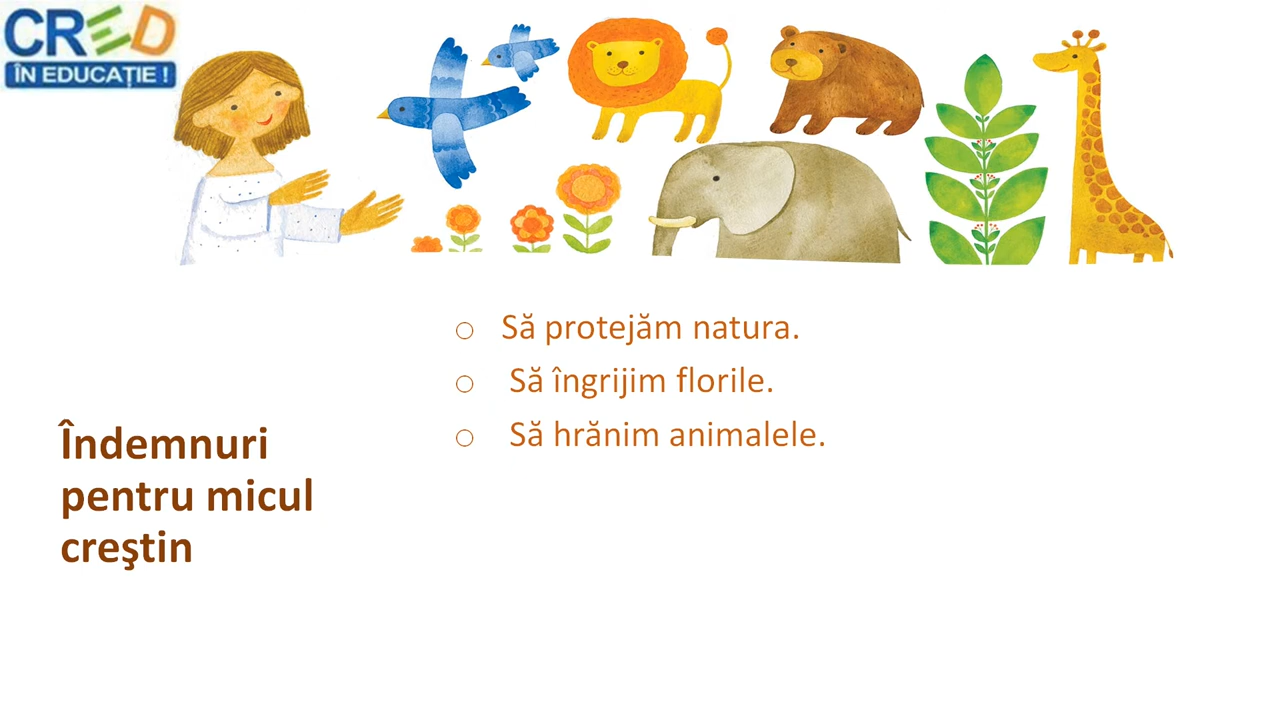 CRED
ÎN EDUCAȚIE !
Să protejăm natura.
Să îngrijim florile.
Să hrănim animalele.
Îndemnuri
pentru micul
creştin